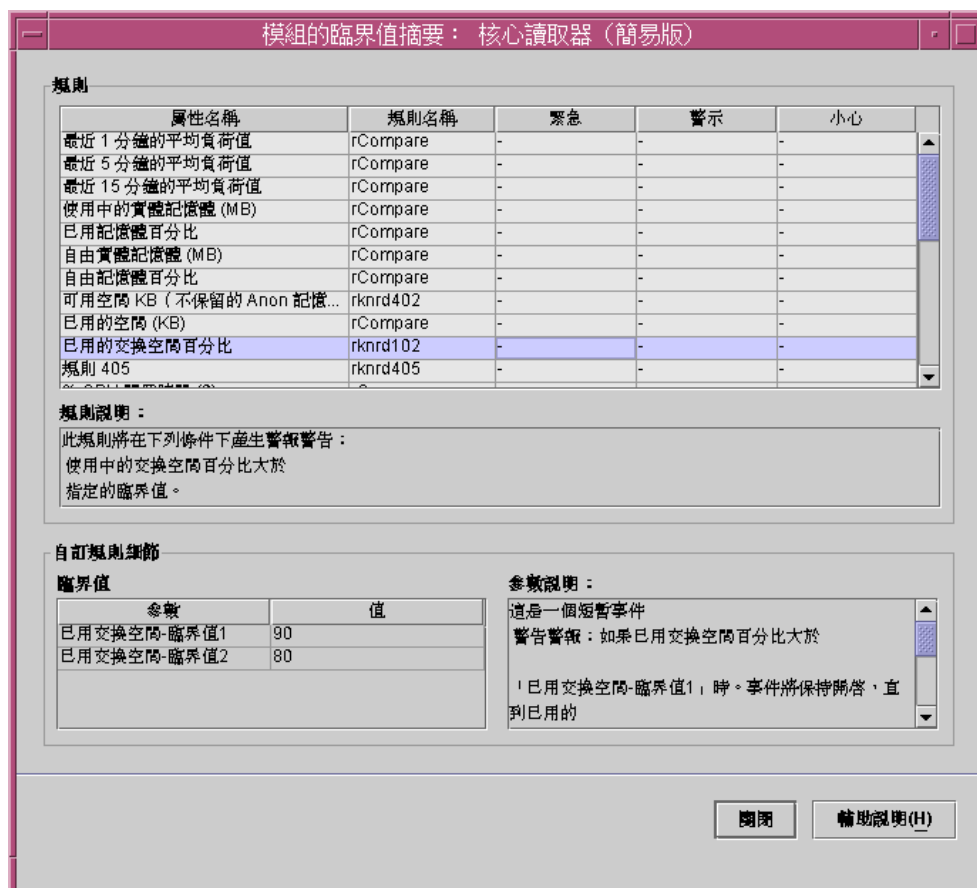 模組的臨界值摘要： 核心讀取器（簡易版）
規則
屬性名稱 規則名稱 緊急 警示 小心
最近 1 分鐘的平均負荷值 rCompare - - -
最近 5 分鐘的平均負荷值 rCompare - - -
最近 15 分鐘的平均負荷值 rCompare - - -
使用中的實體記憶體 (MB) rCompare - - -
已用記憶體百分比 rCompare - - -
自由實體記憶體 (MB) rCompare - - -
自由記憶體百分比 rCompare - - -
可用空間 KB（不保留的 Anon 記憶... rknrd402 - - -
已用的空間 (KB) rCompare - - -
已用的交換空間百分比 rknrd102 - - -
規則 405 rknrd405 - - -
規則說明：
此規則將在下列條件下產生警報警告：
使用中的交換空間百分比大於
指定的臨界值。
自訂規則細節
臨界值
參數 值
已用交換空間-臨界值1 90
已用交換空間-臨界值2 80
參數說明：
這是一個短暫事件
警告警報：如果已用交換空間百分比大於
「已用交換空間-臨界值1」時。事件將保持開啓，直
到已用的
關閉 輔助說明(H)